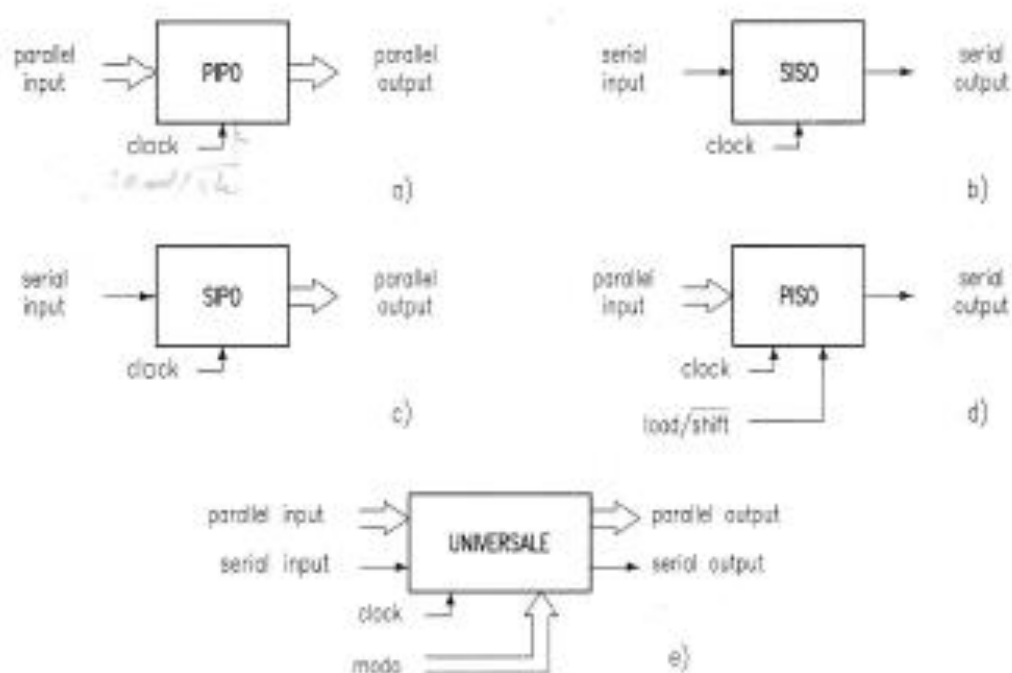 parallel
input
PIPO
parallel
output
clock
a)
serial
input
SISO
serial
output
clock
b)
serial
input
SIPO
parallel
output
clock
c)
parallel
input
PISO
serial
output
clock
load/shift
d)
parallel input
serial input
UNIVERSALE
parallel output
serial output
clock
modo
e)